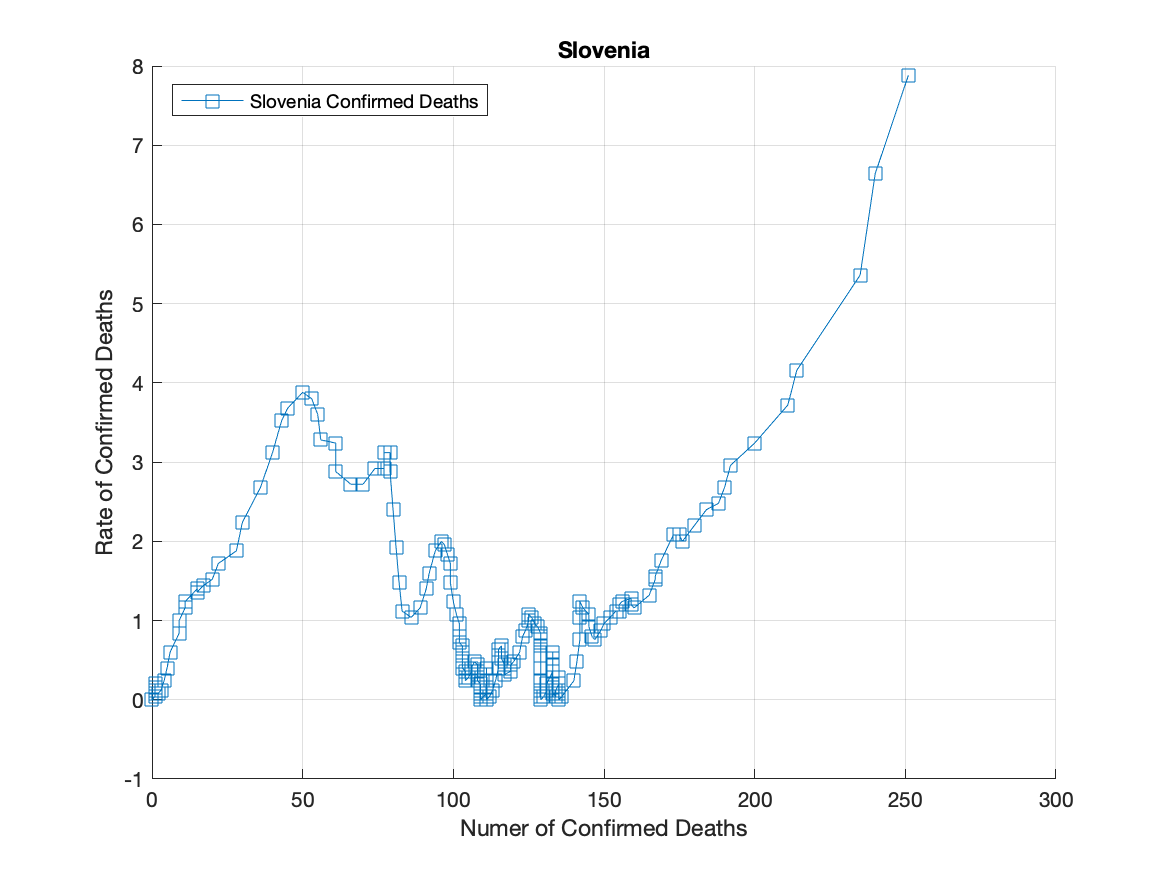 Slovenia
Slovenia Confirmed Deaths
8
7
6
5
4
3
2
1
0
-1
Rate of Confirmed Deaths
0 50 100 150 200 250 300
Numer of Confirmed Deaths